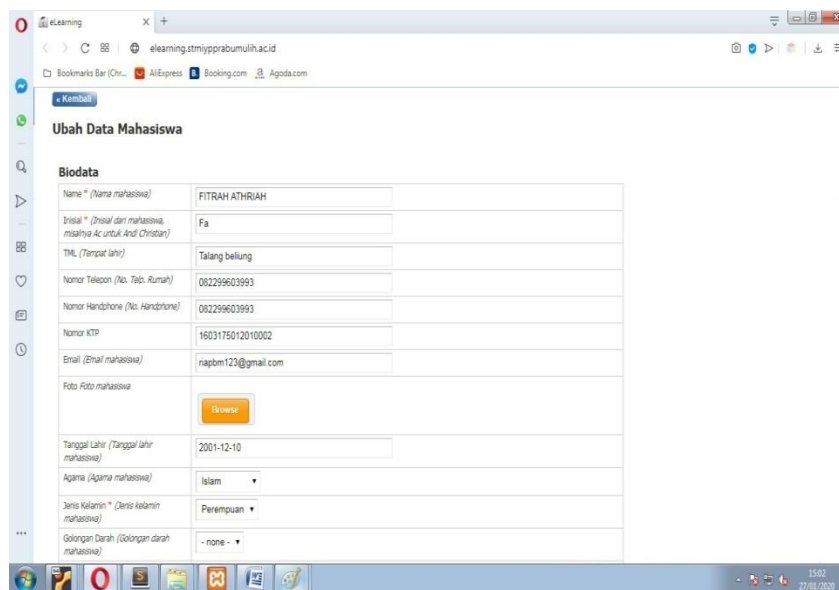 eLearning
elearning.stmiypprabumulih.ac.id
Bookmarks Bar (Chr... AliExpress B. Booking.com a Agoda.com
« Kembali
Ubah Data Mahasiswa
Biodata
Name * (Nama mahasiswa) FITRAH ATHRIAH
Inisial * (Inisial dari mahasiswa, Fa
misalnya Ac untuk Andi Christian)
TML (Tempat lahir) Talang beliung
Nomor Telepon (No. Telp. Rumah) 082299603993
Nomor Handphone (No. Handphone) 082299603993
Nomor KTP 1603175012010002
Email (Email mahasiswa) riapbm123@gmail.com
Foto Foto mahasiswa
Browse
Tanggal Lahir (Tanggal lahir 2001-12-10
mahasiswa)
Agama (Agama mahasiswa) Islam
Jenis Kelamin * (Jenis kelamin Perempuan
mahasiswa)
Golongan Darah (Golongan darah - none -
mahasiswa)
15:02
27/01/2020